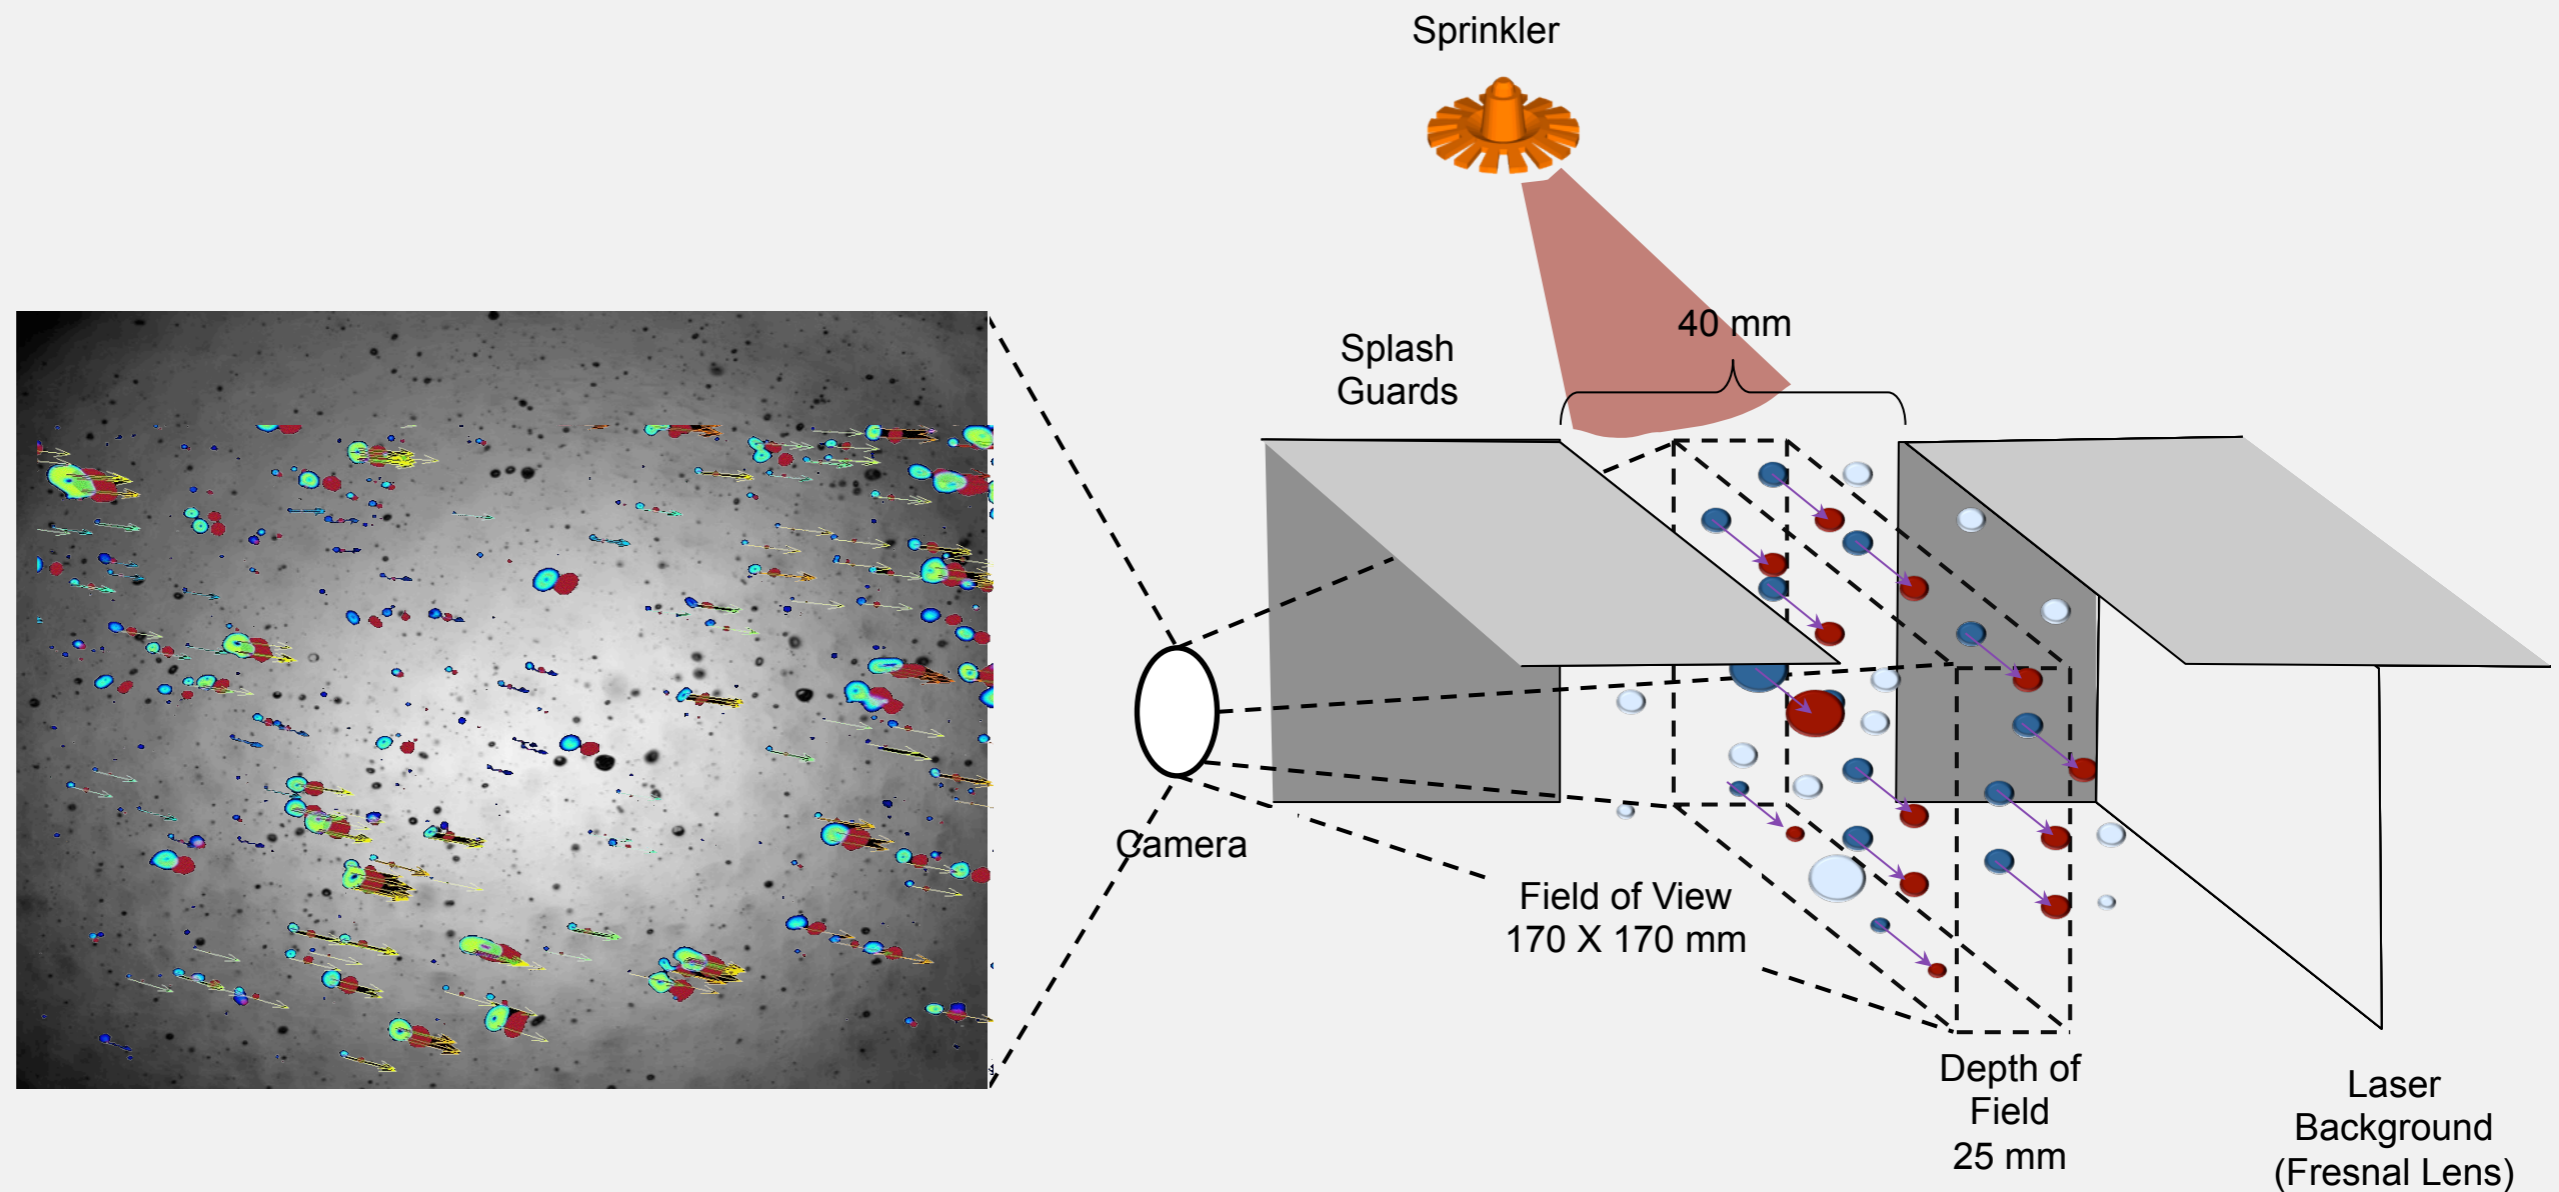 Sprinkler
40 mm
Splash
Guards
Camera
Field of View
170 X 170 mm
Depth of
Field
25 mm
Laser
Background
(Fresnal Lens)